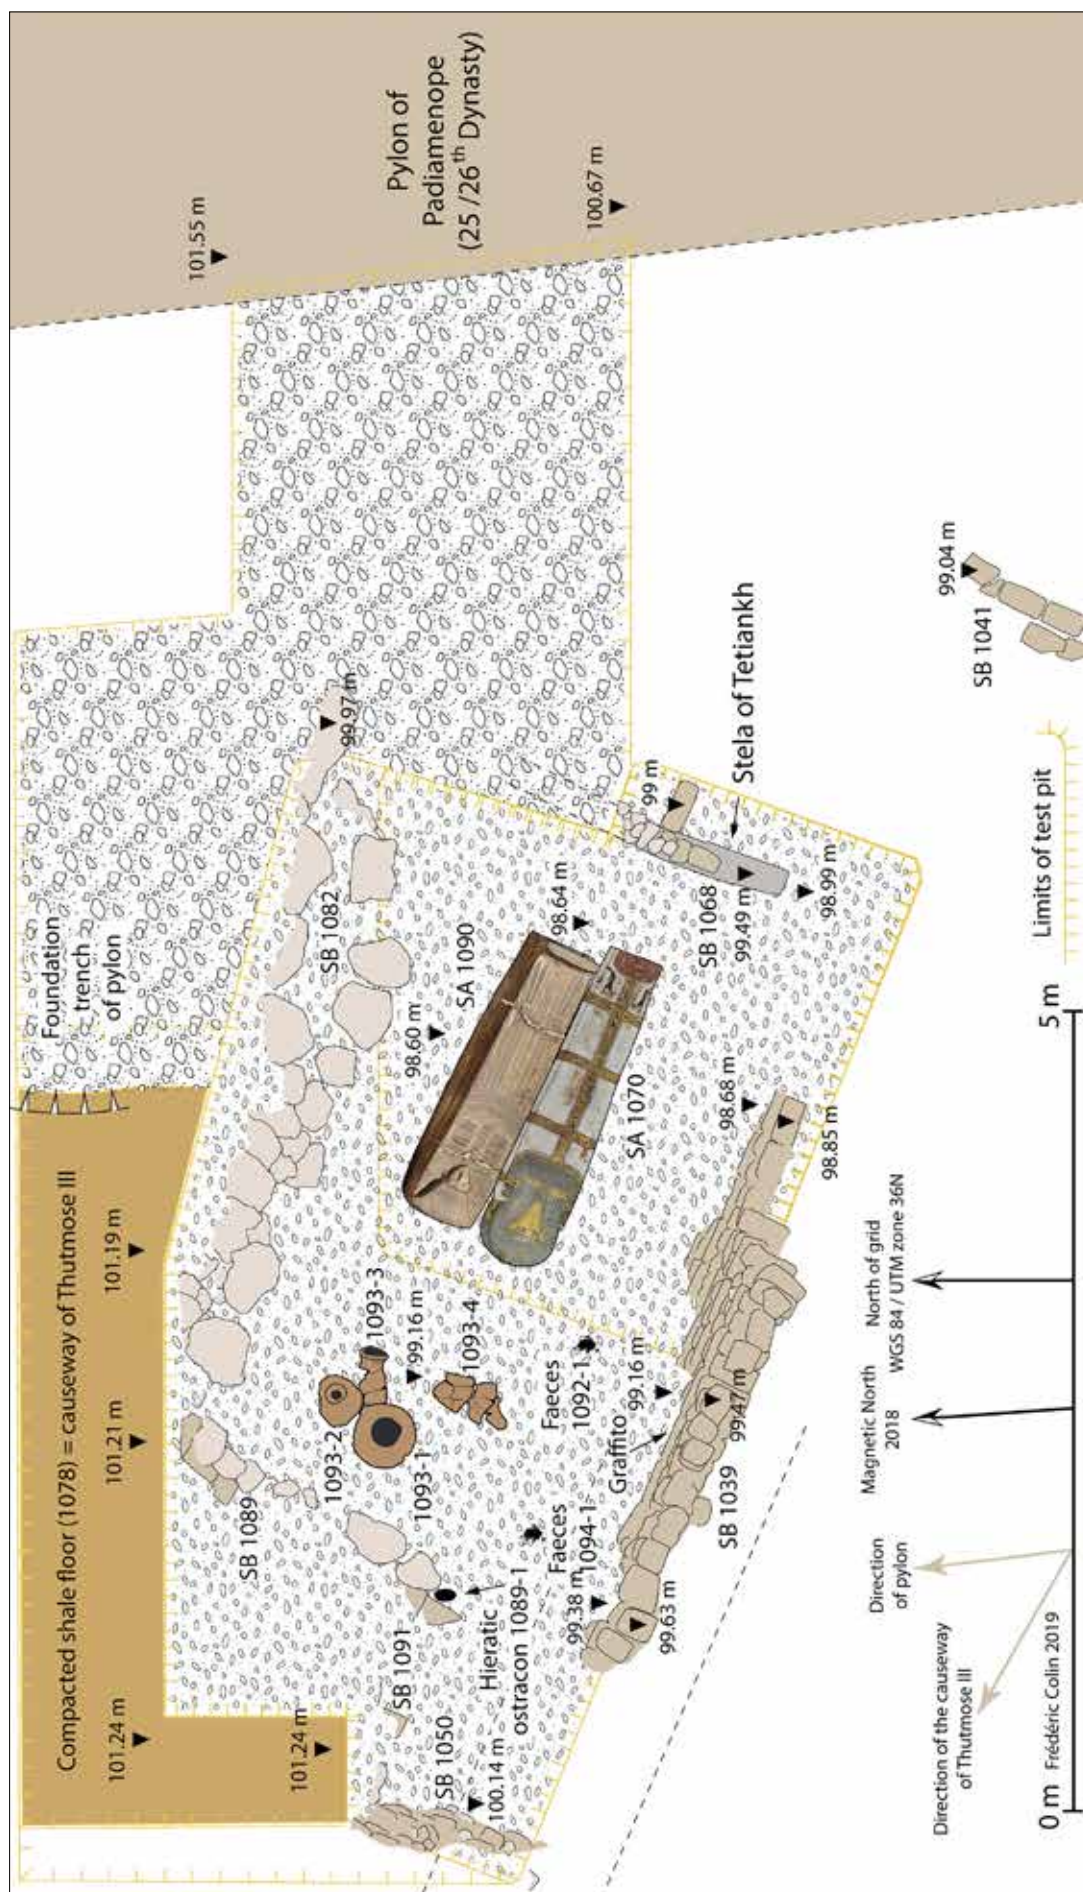 Compacted shale floor (1078) = causeway of Thutmose III
101.24 m
101.21 m
101.19 m
101.24 m
Foundation
trench
of pylon
101.55 m
Pylon of
Padiamenope
(25 /26th Dynasty)
100.67 m
99.97 m
SB 1082
SB 1089
SB 1091
SB 1050
100.14 m
1093-2
1093-1
1093-3
99.16 m
1093-4
Hieratic
ostracon 1089-1
98.60 m
SA 1090
98.64 m
SA 1070
Faeces
1094-1
Faeces
1092-1
99.38 m
99.63 m
Graffito
99.16 m
99.47 m
SB 1039
98.68 m
98.85 m
99 m
SB 1068
99.49 m
98.99 m
Stela of Tetiankh
SB 1041
99.04 m
Direction of the causeway
of Thutmose III
Direction
of pylon
Magnetic North
2018
North of grid
WGS 84 / UTM zone 36N
Limits of test pit
0 m
Frédéric Colin 2019
5 m